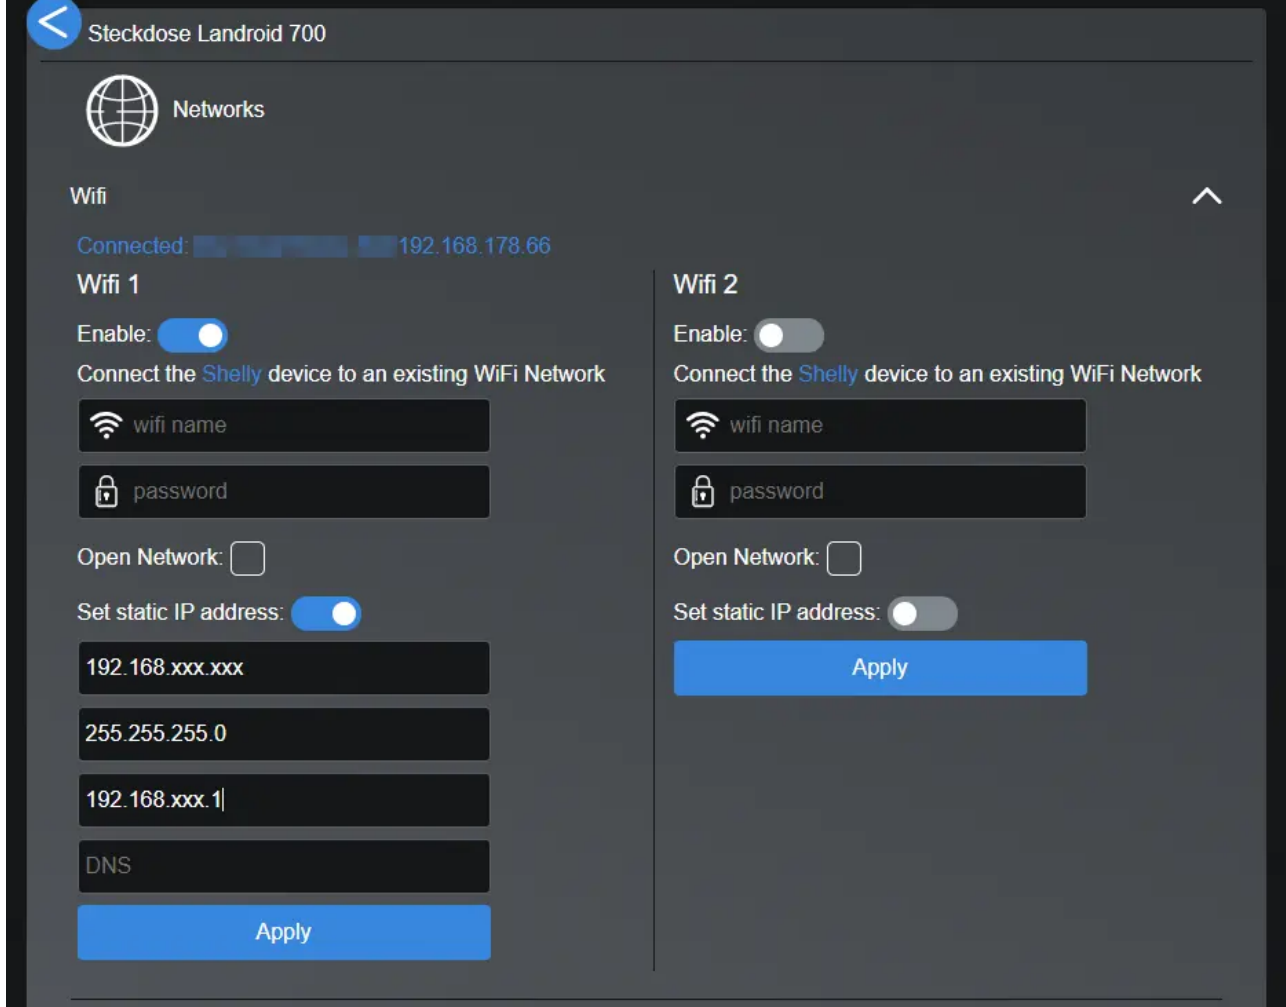 Steckdose Landroid 700
Networks
Wifi
Connected: 192.168.178.66
Wifi 1
Enable:
Connect the Shelly device to an existing WiFi Network
wifi name
password
Open Network:
Set static IP address:
192.168.xxx.xxx
255.255.255.0
192.168.xxx.1
DNS
Apply
Wifi 2
Enable:
Connect the Shelly device to an existing WiFi Network
wifi name
password
Open Network:
Set static IP address:
Apply